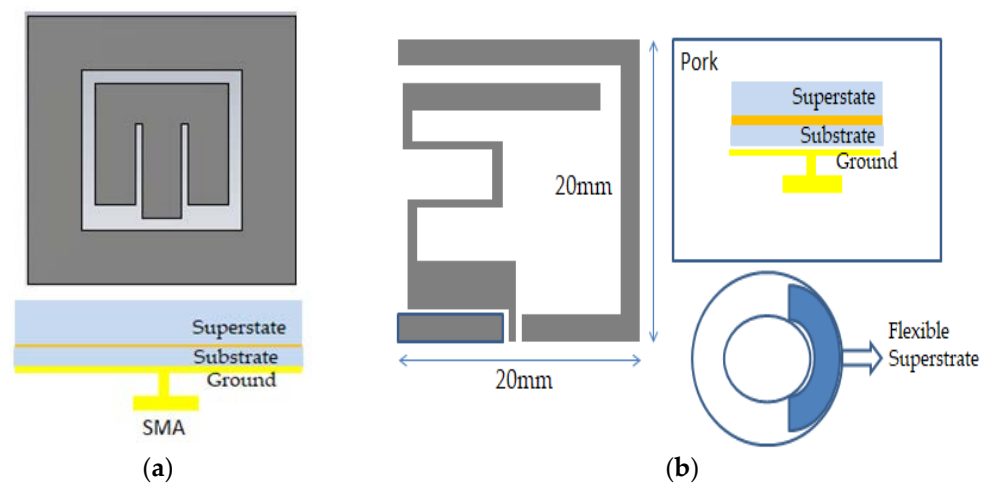 Superstate
Substrate
Ground
SMA
(a)
20mm
20mm
Pork
Superstate
Substrate
Ground
Flexible
Superstrate
(b)